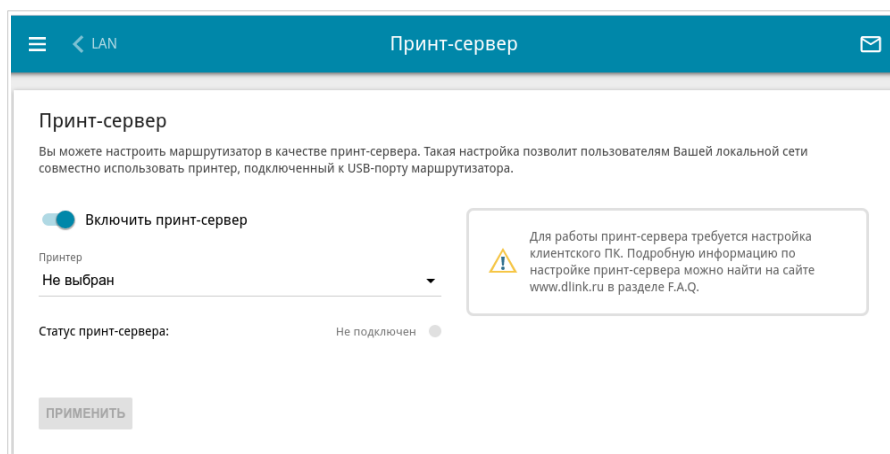 LAN
Принт-сервер
Принт-сервер
Вы можете настроить маршрутизатор в качестве принт-сервера. Такая настройка позволит пользователям Вашей локальной сети
совместно использовать принтер, подключенный к USB-порту маршрутизатора.
Включить принт-сервер
Принтер
Не выбран
Статус принт-сервера:
Не подключен
Для работы принт-сервера требуется настройка
клиентского ПК. Подробную информацию по
настройке принт-сервера можно найти на сайте
www.dlink.ru в разделе F.A.Q.
ПРИМЕНИТЬ